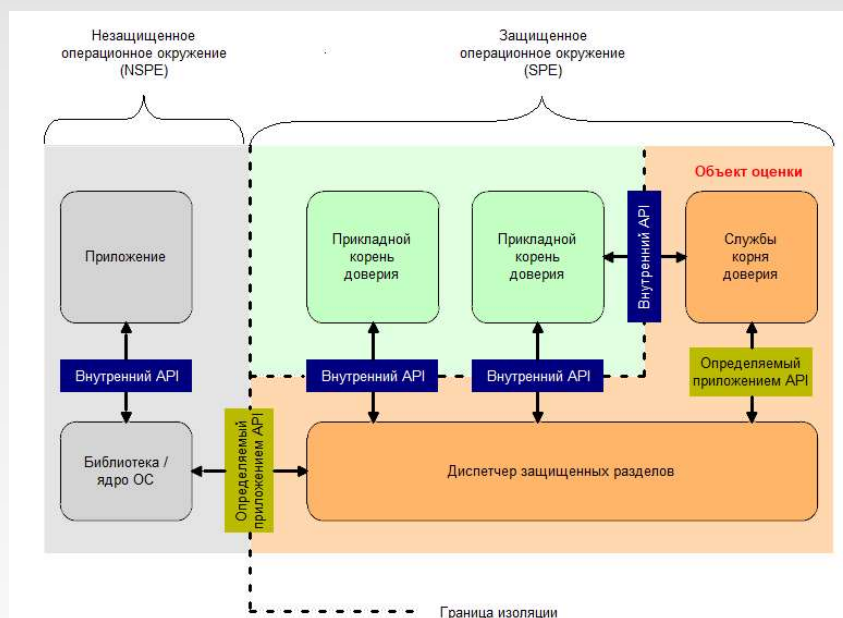 Незащищенное
операционное окружение
(NSPE)
Защищенное
операционное окружение
(SPE)
Объект оценки
Приложение
Прикладной
корень
доверия
Прикладной
корень
доверия
Внутренний API
Службы
корня
доверия
Внутренний API
Внутренний API
Внутренний API
Определяемый
приложением API
Библиотека /
ядро ОС
Определяемый
приложением API
Диспетчер защищенных разделов
Граница изоляции